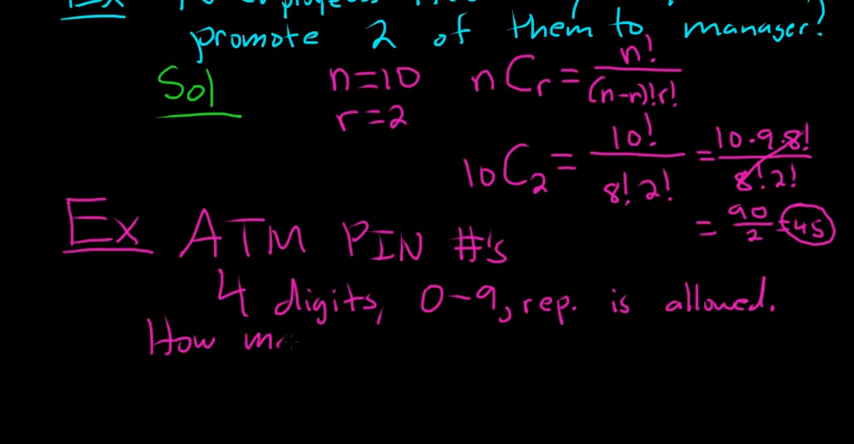 promote 2 of them to manager?
Sol
n=10
r=2
nCr = n!/(n-r)!r!
10C2 = 10!/8!2! = 10·9·8!/8!2!
= 90/2 = 45
Ex ATM PIN #'s
4 digits, 0-9, rep. is allowed.
How m